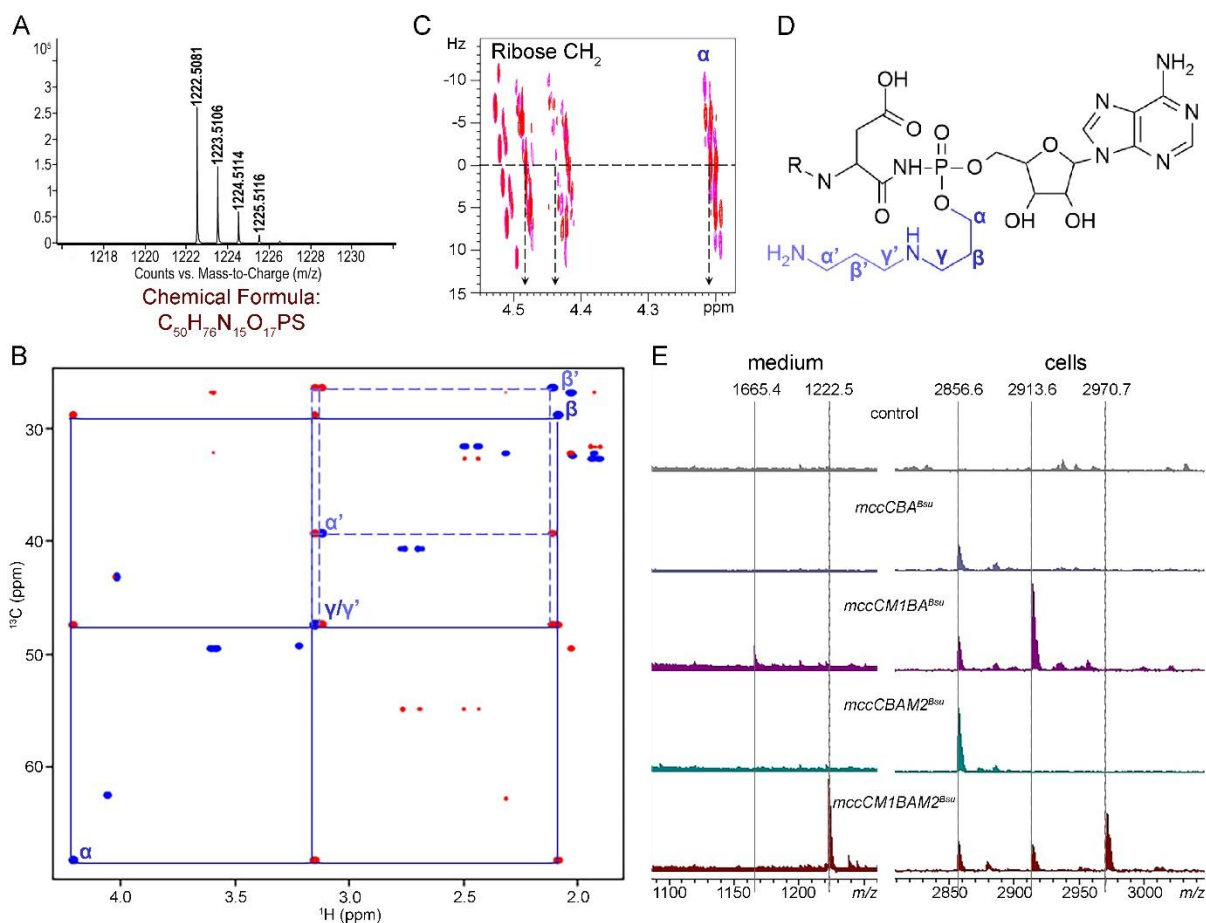 A
10⁵
3
2.5
2
1.5
1
0.5
0
1222.5081
1223.5106
1224.5114
1225.5116
1220 1222 1224 1226 1228 1230
Counts vs. Mass-to-Charge (m/z)
Chemical Formula:
C₅₀H₇₆N₁₅O₁₇PS
C
Hz
Ribose CH₂
α
-10
-5
0
5
10
15
4.5 4.4 4.3 ppm
D
NH₂
OH
N N
O O
NH P O O N N
R N
O O OH OH
H
H₂N α' β' γ' N γ β α
B
30
40
50
60
¹³C (ppm)
β'
β
α'
γ/γ'
α
4.0 3.5 3.0 2.5 2.0
¹H (ppm)
E
medium cells
1665.4 1222.5 2856.6 2913.6 2970.7
control
mccCBAᴮˢᵘ
mccCM1BAᴮˢᵘ
mccCBAM2ᴮˢᵘ
mccCM1BAM2ᴮˢᵘ
1100 1150 1200 m/z 2850 2900 2950 3000 m/z